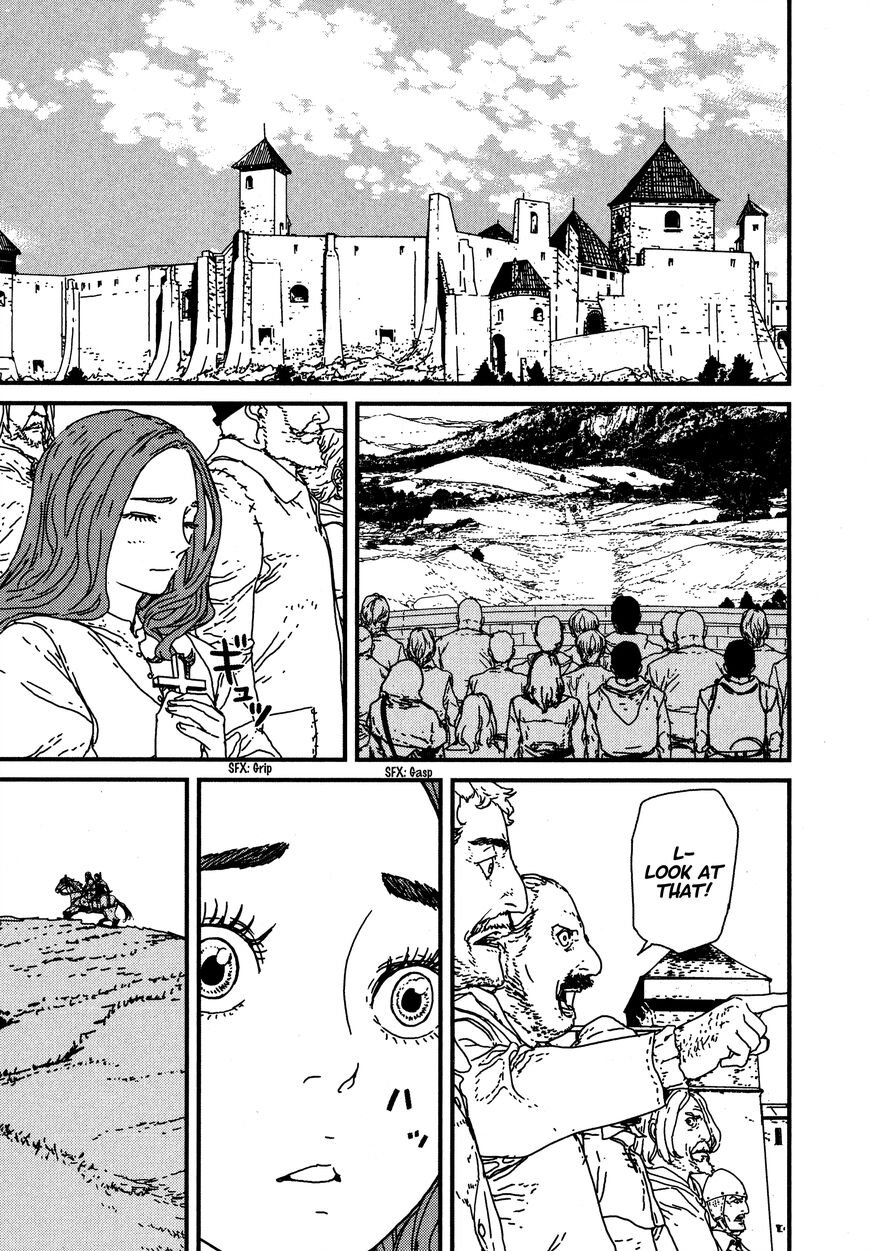 ギュッ
SFX: Grip
SFX: Gasp
L-
LOOK AT
THAT!
ハッ